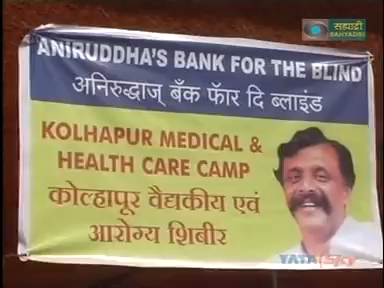 सह्याद्री
SAHYADRI
ANIRUDDHA'S BANK FOR THE BLIND
अनिरुद्धाज् बँक फॉर दि ब्लाइंड
KOLHAPUR MEDICAL &
HEALTH CARE CAMP
कोल्हापूर वैद्यकीय एवं
आरोग्य शिबीर
TATA sky